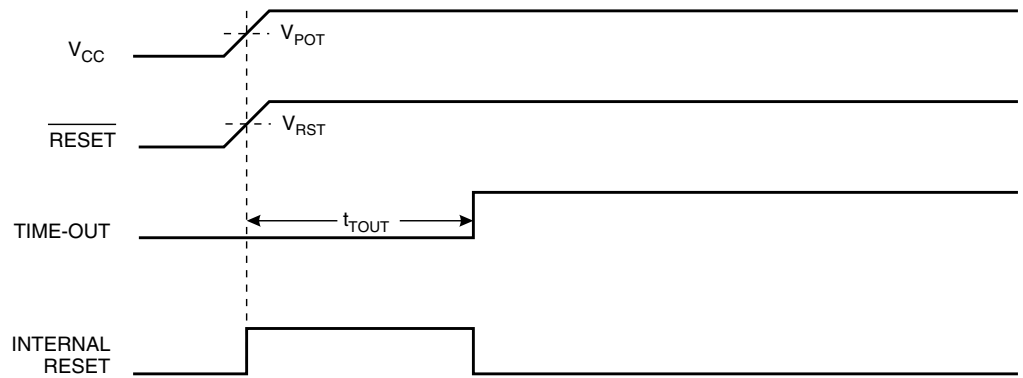 V_CC
V_POT
RESET
V_RST
TIME-OUT
t_TOUT
INTERNAL
RESET